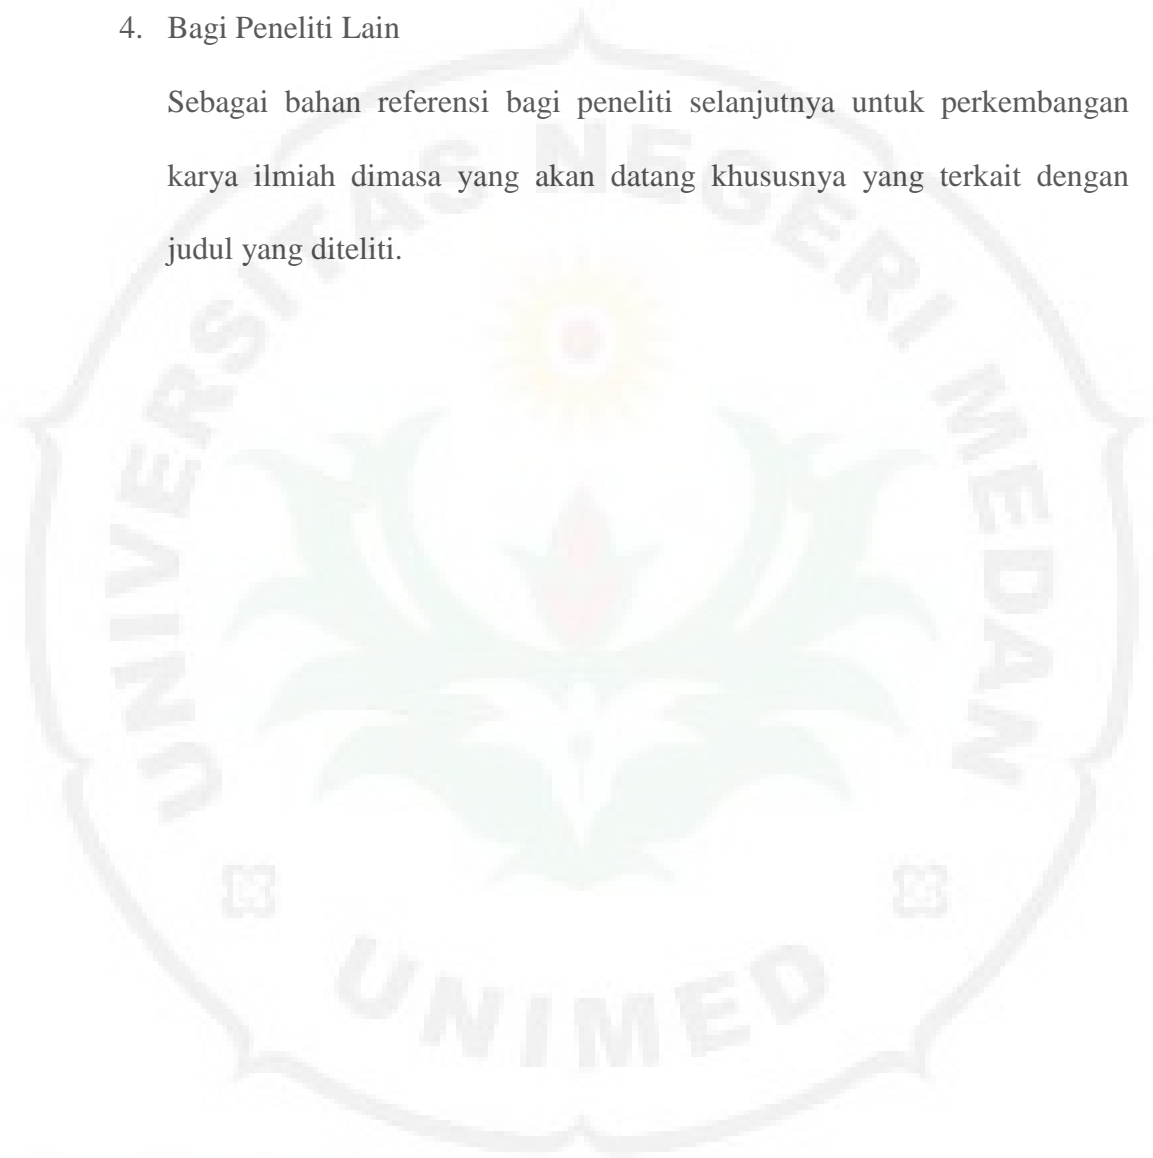 4. Bagi Peneliti Lain
Sebagai bahan referensi bagi peneliti selanjutnya untuk perkembangan
karya ilmiah dimasa yang akan datang khususnya yang terkait dengan
judul yang diteliti.
UNIVERSITAS NEGERI MEDAN
UNIMED